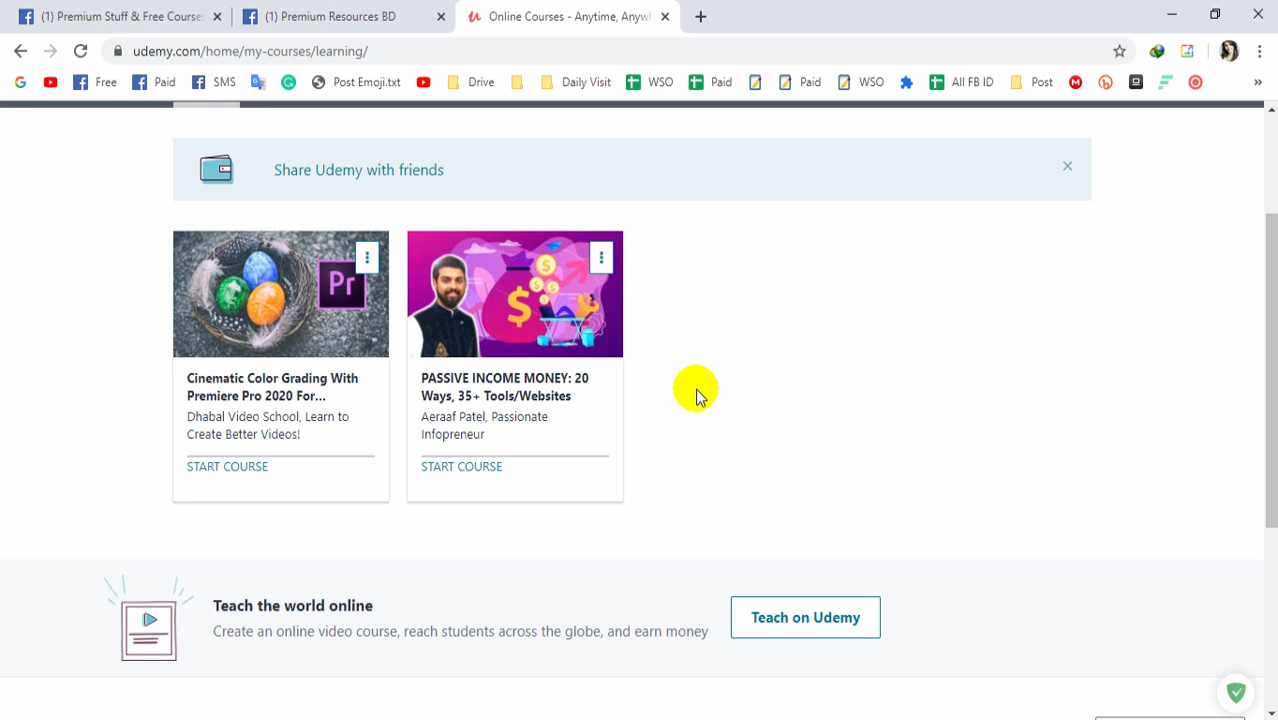 (1) Premium Stuff & Free Courses
(1) Premium Resources BD
Online Courses - Anytime, Anywh
udemy.com/home/my-courses/learning/
Free
Paid
SMS
Post Emoji.txt
Drive
Daily Visit
WSO
Paid
Paid
WSO
All FB ID
Post
Share Udemy with friends
Pr
$
Cinematic Color Grading With
Premiere Pro 2020 For...
Dhabal Video School, Learn to
Create Better Videos!
START COURSE
PASSIVE INCOME MONEY: 20
Ways, 35+ Tools/Websites
Aeraaf Patel, Passionate
Infopreneur
START COURSE
Teach the world online
Create an online video course, reach students across the globe, and earn money
Teach on Udemy